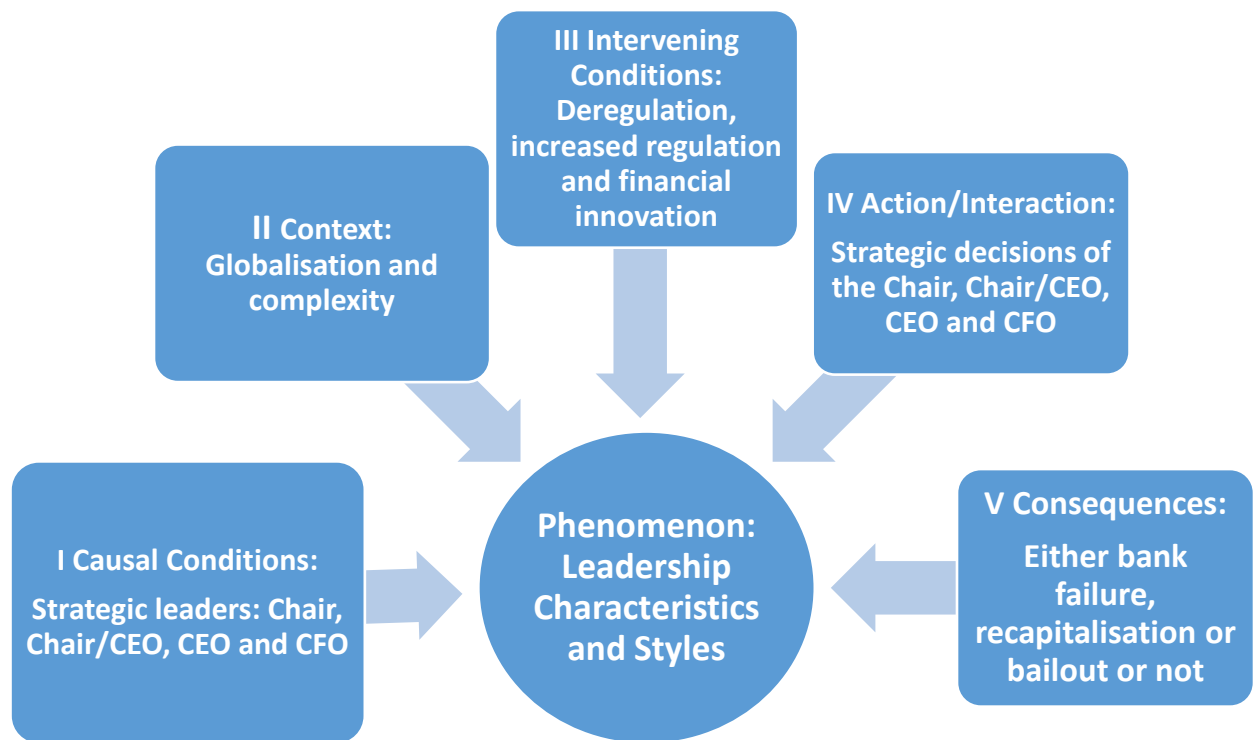 I Causal Conditions:
Strategic leaders: Chair,
Chair/CEO, CEO and CFO
II Context:
Globalisation and
complexity
III Intervening
Conditions:
Deregulation,
increased regulation
and financial
innovation
IV Action/Interaction:
Strategic decisions of
the Chair, Chair/CEO,
CEO and CFO
V Consequences:
Either bank
failure,
recapitalisation or
bailout or not
Phenomenon:
Leadership
Characteristics
and Styles